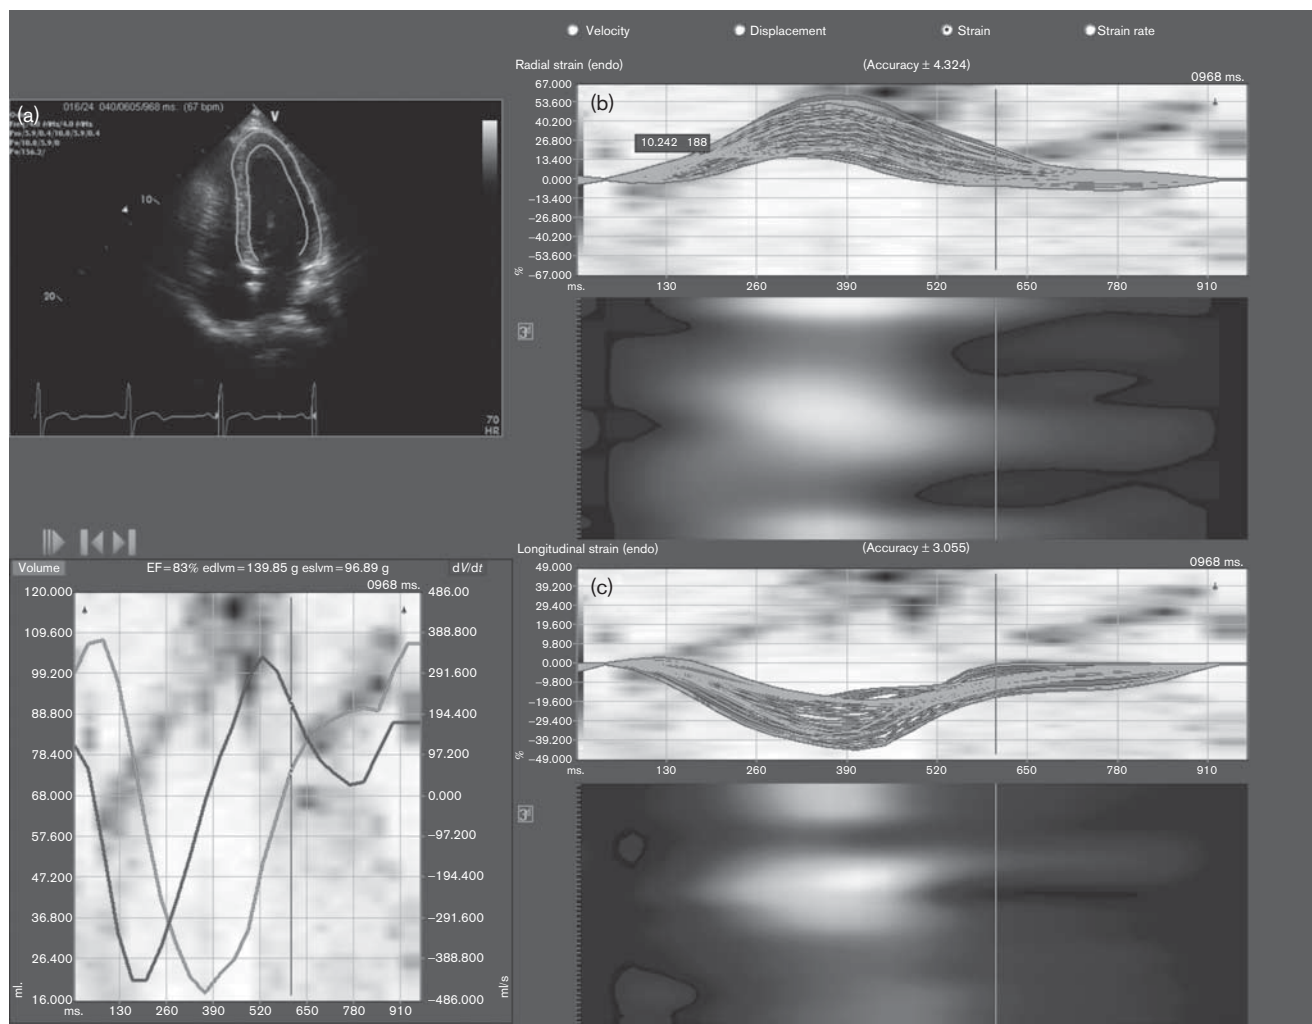 Velocity Displacement Strain Strain rate
Radial strain (endo) (Accuracy ± 4.324)
0968 ms.
(a)
016/24 040/0605/968 ms. (67 bpm)
V
10
20
70
HR
(b)
67.000
53.600
40.200
26.800
13.400
0.000
−13.400
−26.800
−40.200
−53.600
−67.000
%
10.242 188
ms. 130 260 390 520 650 780 910
3
Longitudinal strain (endo) (Accuracy ± 3.055)
0968 ms.
(c)
49.000
39.200
29.400
19.600
9.800
0.000
−9.800
−19.600
−29.400
−39.200
−49.000
%
ms. 130 260 390 520 650 780 910
3
Volume EF=83% edlvm=139.85 g eslvm=96.89 g dV/dt
0968 ms.
120.000 486.00
109.600 388.800
99.200 291.600
88.800 194.400
78.400 97.200
68.000 0.000
57.600 −97.200
47.200 −194.400
36.800 −291.600
26.400 −388.800
16.000 −486.000
ml. ml/s
ms. 130 260 390 520 650 780 910